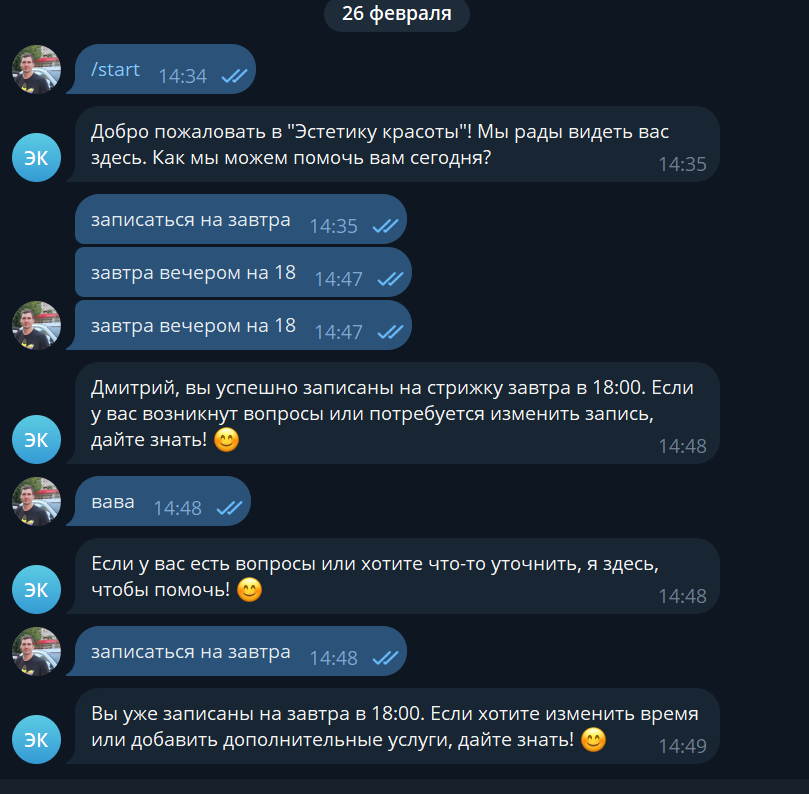 26 февраля
/start 14:34
Добро пожаловать в "Эстетику красоты"! Мы рады видеть вас
здесь. Как мы можем помочь вам сегодня?
14:35
ЭК
записаться на завтра 14:35
завтра вечером на 18 14:47
завтра вечером на 18 14:47
Дмитрий, вы успешно записаны на стрижку завтра в 18:00. Если
у вас возникнут вопросы или потребуется изменить запись,
дайте знать! 😊
14:48
ЭК
вава 14:48
Если у вас есть вопросы или хотите что-то уточнить, я здесь,
чтобы помочь! 😊
14:48
ЭК
записаться на завтра 14:48
Вы уже записаны на завтра в 18:00. Если хотите изменить время
или добавить дополнительные услуги, дайте знать! 😊
14:49
ЭК